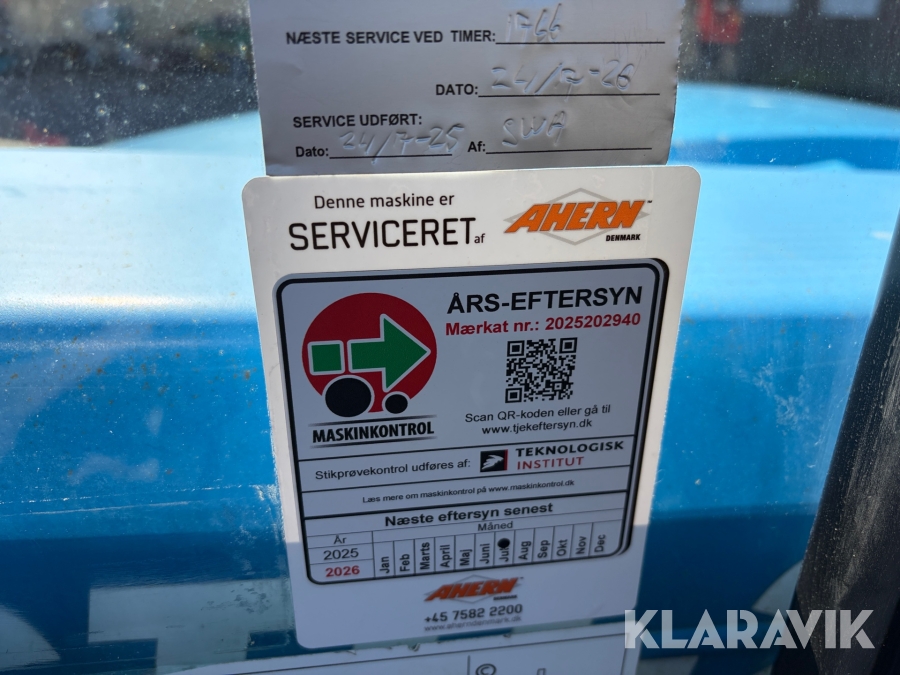 NÆSTE SERVICE VED TIMER: 1766
DATO: 24/7-26
SERVICE UDFØRT:
Dato: 24/7-25 Af: SWA
Denne maskine er
SERVICERET af
AHERN
DENMARK
ÅRS-EFTERSYN
Mærkat nr.: 2025202940
Scan QR-koden eller gå til
www.tjekeftersyn.dk
MASKINKONTROL
Stikprøvekontrol udføres af: TEKNOLOGISK
INSTITUT
Læs mere om maskinkontrol på www.maskinkontrol.dk
Næste eftersyn senest
Måned
År
2025
2026
Jan Feb Marts April Maj Juni Juli Aug Sep Okt Nov Dec
AHERN
+45 7582 2200
www.aherndenmark.dk
KLARAVIK